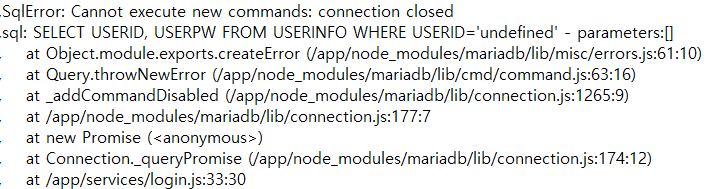 .SqlError: Cannot execute new commands: connection closed
.sql: SELECT USERID, USERPW FROM USERINFO WHERE USERID='undefined' - parameters:[]
. at Object.module.exports.createError (/app/node_modules/mariadb/lib/misc/errors.js:61:10)
. at Query.throwNewError (/app/node_modules/mariadb/lib/cmd/command.js:63:16)
. at _addCommandDisabled (/app/node_modules/mariadb/lib/connection.js:1265:9)
. at /app/node_modules/mariadb/lib/connection.js:177:7
. at new Promise (<anonymous>)
. at Connection._queryPromise (/app/node_modules/mariadb/lib/connection.js:174:12)
. at /app/services/login.js:33:30